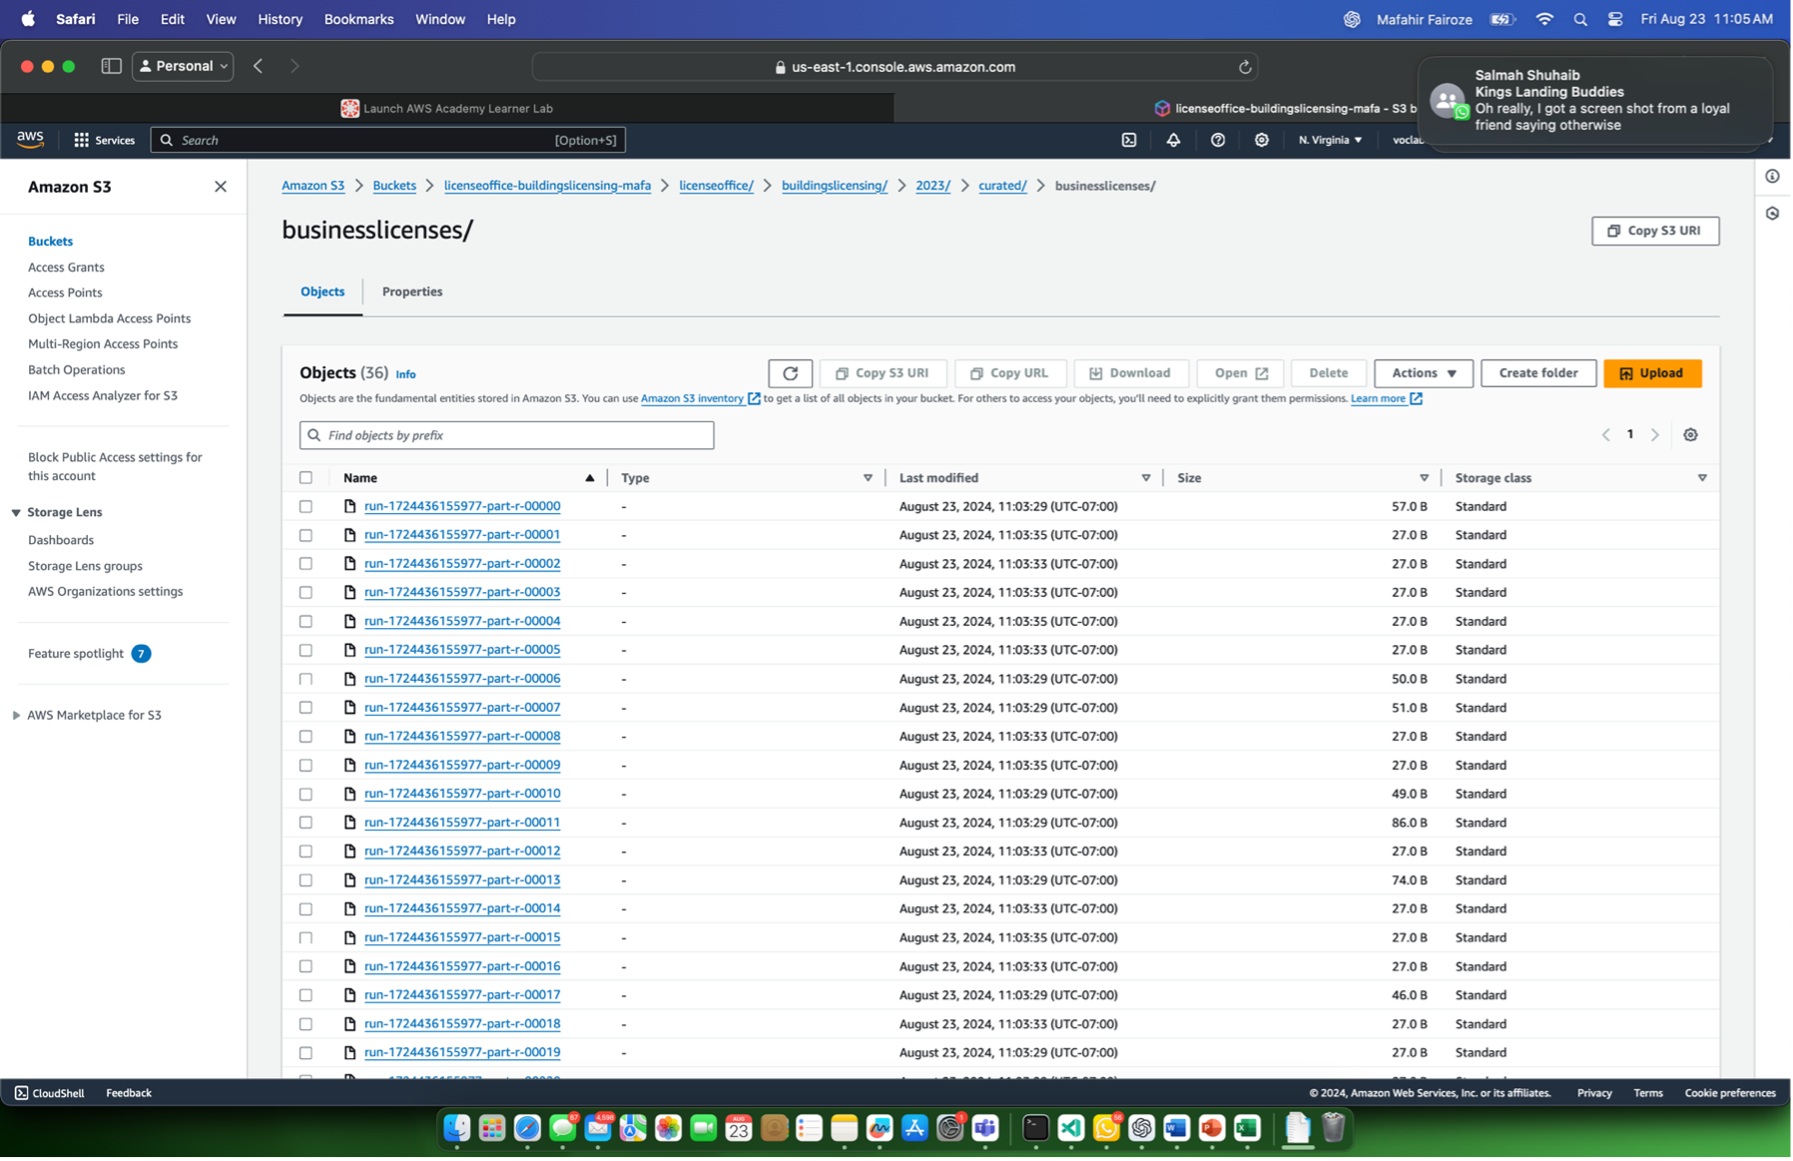 Safari File Edit View History Bookmarks Window Help Mafahir Fairoze Fri Aug 23 11:05AM
Personal us-east-1.console.aws.amazon.com
Salmah Shuhaib
Kings Landing Buddies
Oh really, I got a screen shot from a loyal
friend saying otherwise
Launch AWS Academy Learner Lab licenseoffice-buildingslicensing-mafa - S3 b
aws Services Search [Option+S] N. Virginia ▼ voclab
Amazon S3
Buckets
Access Grants
Access Points
Object Lambda Access Points
Multi-Region Access Points
Batch Operations
IAM Access Analyzer for S3
Block Public Access settings for
this account
Storage Lens
Dashboards
Storage Lens groups
AWS Organizations settings
Feature spotlight 7
AWS Marketplace for S3
Amazon S3 > Buckets > licenseoffice-buildingslicensing-mafa > licenseoffice/ > buildingslicensing/ > 2023/ > curated/ > businesslicenses/
businesslicenses/
Copy S3 URI
Objects Properties
Objects (36) Info
Copy S3 URI Copy URL Download Open Delete Actions ▼ Create folder Upload
Objects are the fundamental entities stored in Amazon S3. You can use Amazon S3 inventory to get a list of all objects in your bucket. For others to access your objects, you'll need to explicitly grant them permissions. Learn more
Find objects by prefix
< 1 >
Name Type Last modified Size Storage class
run-1724436155977-part-r-00000 - August 23, 2024, 11:03:29 (UTC-07:00) 57.0 B Standard
run-1724436155977-part-r-00001 - August 23, 2024, 11:03:35 (UTC-07:00) 27.0 B Standard
run-1724436155977-part-r-00002 - August 23, 2024, 11:03:33 (UTC-07:00) 27.0 B Standard
run-1724436155977-part-r-00003 - August 23, 2024, 11:03:33 (UTC-07:00) 27.0 B Standard
run-1724436155977-part-r-00004 - August 23, 2024, 11:03:35 (UTC-07:00) 27.0 B Standard
run-1724436155977-part-r-00005 - August 23, 2024, 11:03:33 (UTC-07:00) 27.0 B Standard
run-1724436155977-part-r-00006 - August 23, 2024, 11:03:29 (UTC-07:00) 50.0 B Standard
run-1724436155977-part-r-00007 - August 23, 2024, 11:03:29 (UTC-07:00) 51.0 B Standard
run-1724436155977-part-r-00008 - August 23, 2024, 11:03:33 (UTC-07:00) 27.0 B Standard
run-1724436155977-part-r-00009 - August 23, 2024, 11:03:35 (UTC-07:00) 27.0 B Standard
run-1724436155977-part-r-00010 - August 23, 2024, 11:03:29 (UTC-07:00) 49.0 B Standard
run-1724436155977-part-r-00011 - August 23, 2024, 11:03:29 (UTC-07:00) 86.0 B Standard
run-1724436155977-part-r-00012 - August 23, 2024, 11:03:33 (UTC-07:00) 27.0 B Standard
run-1724436155977-part-r-00013 - August 23, 2024, 11:03:29 (UTC-07:00) 74.0 B Standard
run-1724436155977-part-r-00014 - August 23, 2024, 11:03:33 (UTC-07:00) 27.0 B Standard
run-1724436155977-part-r-00015 - August 23, 2024, 11:03:35 (UTC-07:00) 27.0 B Standard
run-1724436155977-part-r-00016 - August 23, 2024, 11:03:33 (UTC-07:00) 27.0 B Standard
run-1724436155977-part-r-00017 - August 23, 2024, 11:03:29 (UTC-07:00) 46.0 B Standard
run-1724436155977-part-r-00018 - August 23, 2024, 11:03:33 (UTC-07:00) 27.0 B Standard
run-1724436155977-part-r-00019 - August 23, 2024, 11:03:29 (UTC-07:00) 27.0 B Standard
CloudShell Feedback © 2024, Amazon Web Services, Inc. or its affiliates. Privacy Terms Cookie preferences
67 4,598 AUG 23 1 56